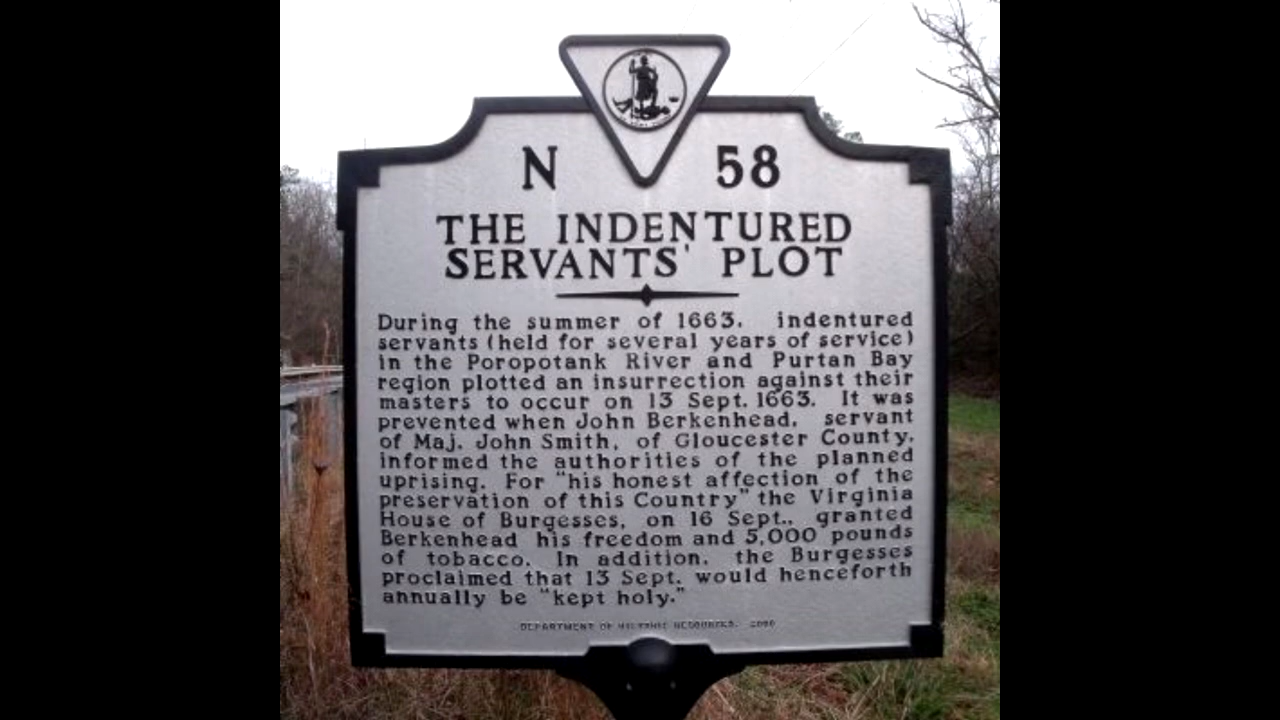 N 58
THE INDENTURED
SERVANTS' PLOT
During the summer of 1663, indentured
servants (held for several years of service)
in the Poropotank River and Purtan Bay
region plotted an insurrection against their
masters to occur on 13 Sept. 1663. It was
prevented when John Berkenhead, servant
of Maj. John Smith, of Gloucester County,
informed the authorities of the planned
uprising. For "his honest affection of the
preservation of this Country" the Virginia
House of Burgesses, on 16 Sept., granted
Berkenhead his freedom and 5,000 pounds
of tobacco. In addition, the Burgesses
proclaimed that 13 Sept. would henceforth
annually be "kept holy."
DEPARTMENT OF HISTORIC RESOURCES, 2000